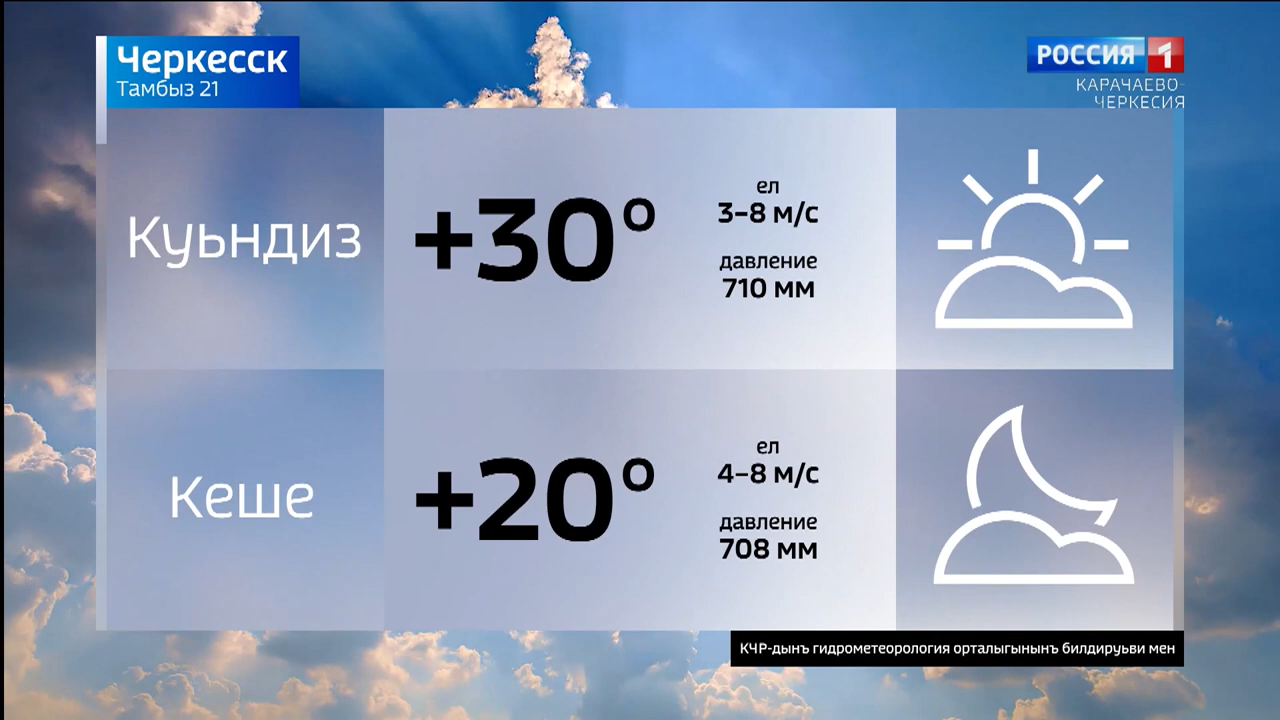 Черкесск
Тамбыз 21
РОССИЯ 1
КАРАЧАЕВО-
ЧЕРКЕСИЯ
Куьндиз
+30°
ел
3-8 м/с
давление
710 мм
Кеше
+20°
ел
4-8 м/с
давление
708 мм
КЧР-дынъ гидрометеорология орталыгынынъ билдируьви мен